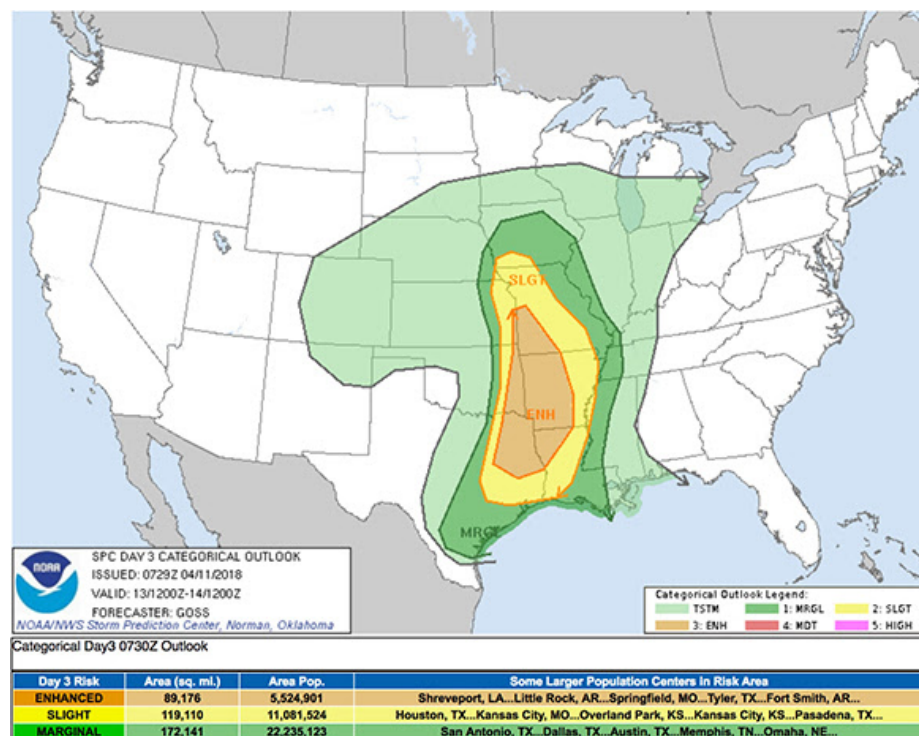 SLGT
ENH
MRGL
NOAA
SPC DAY 3 CATEGORICAL OUTLOOK
ISSUED: 0729Z 04/11/2018
VALID: 13/1200Z-14/1200Z
FORECASTER: GOSS
NOAA/NWS Storm Prediction Center, Norman, Oklahoma
Categorical Outlook Legend:
TSTM 1: MRGL 2: SLGT
3: ENH 4: MDT 5: HIGH
Categorical Day3 0730Z Outlook
Day 3 Risk Area (sq. mi.) Area Pop. Some Larger Population Centers In Risk Area
ENHANCED 89,176 5,524,901 Shreveport, LA...Little Rock, AR...Springfield, MO...Tyler, TX...Fort Smith, AR...
SLIGHT 119,110 11,081,524 Houston, TX...Kansas City, MO...Overland Park, KS...Kansas City, KS...Pasadena, TX...
MARGINAL 172,141 22,235,123 San Antonio, TX...Dallas, TX...Austin, TX...Memphis, TN...Omaha, NE...